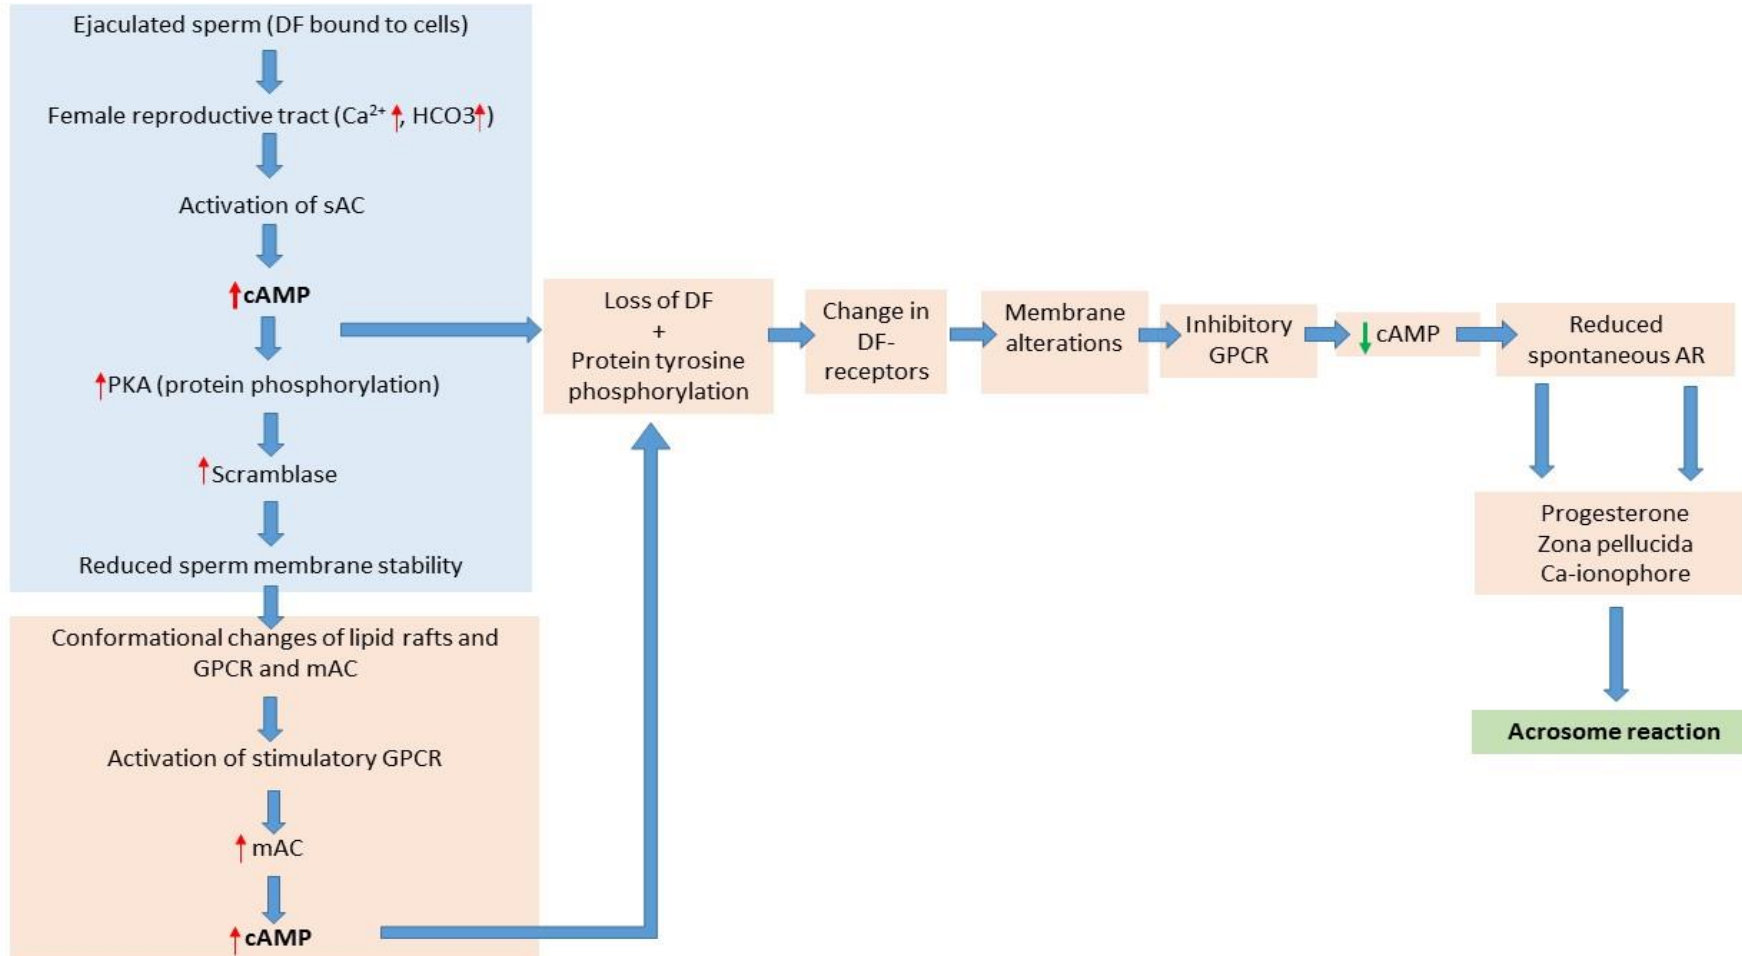 Ejaculated sperm (DF bound to cells)
Female reproductive tract (Ca²⁺ ↑, HCO3↑)
Activation of sAC
↑cAMP
↑PKA (protein phosphorylation)
↑Scramblase
Reduced sperm membrane stability
Conformational changes of lipid rafts and
GPCR and mAC
Activation of stimulatory GPCR
↑ mAC
↑cAMP
Loss of DF
+
Protein tyrosine
phosphorylation
Change in
DF-
receptors
Membrane
alterations
Inhibitory
GPCR
↓ cAMP
Reduced
spontaneous AR
Progesterone
Zona pellucida
Ca-ionophore
Acrosome reaction